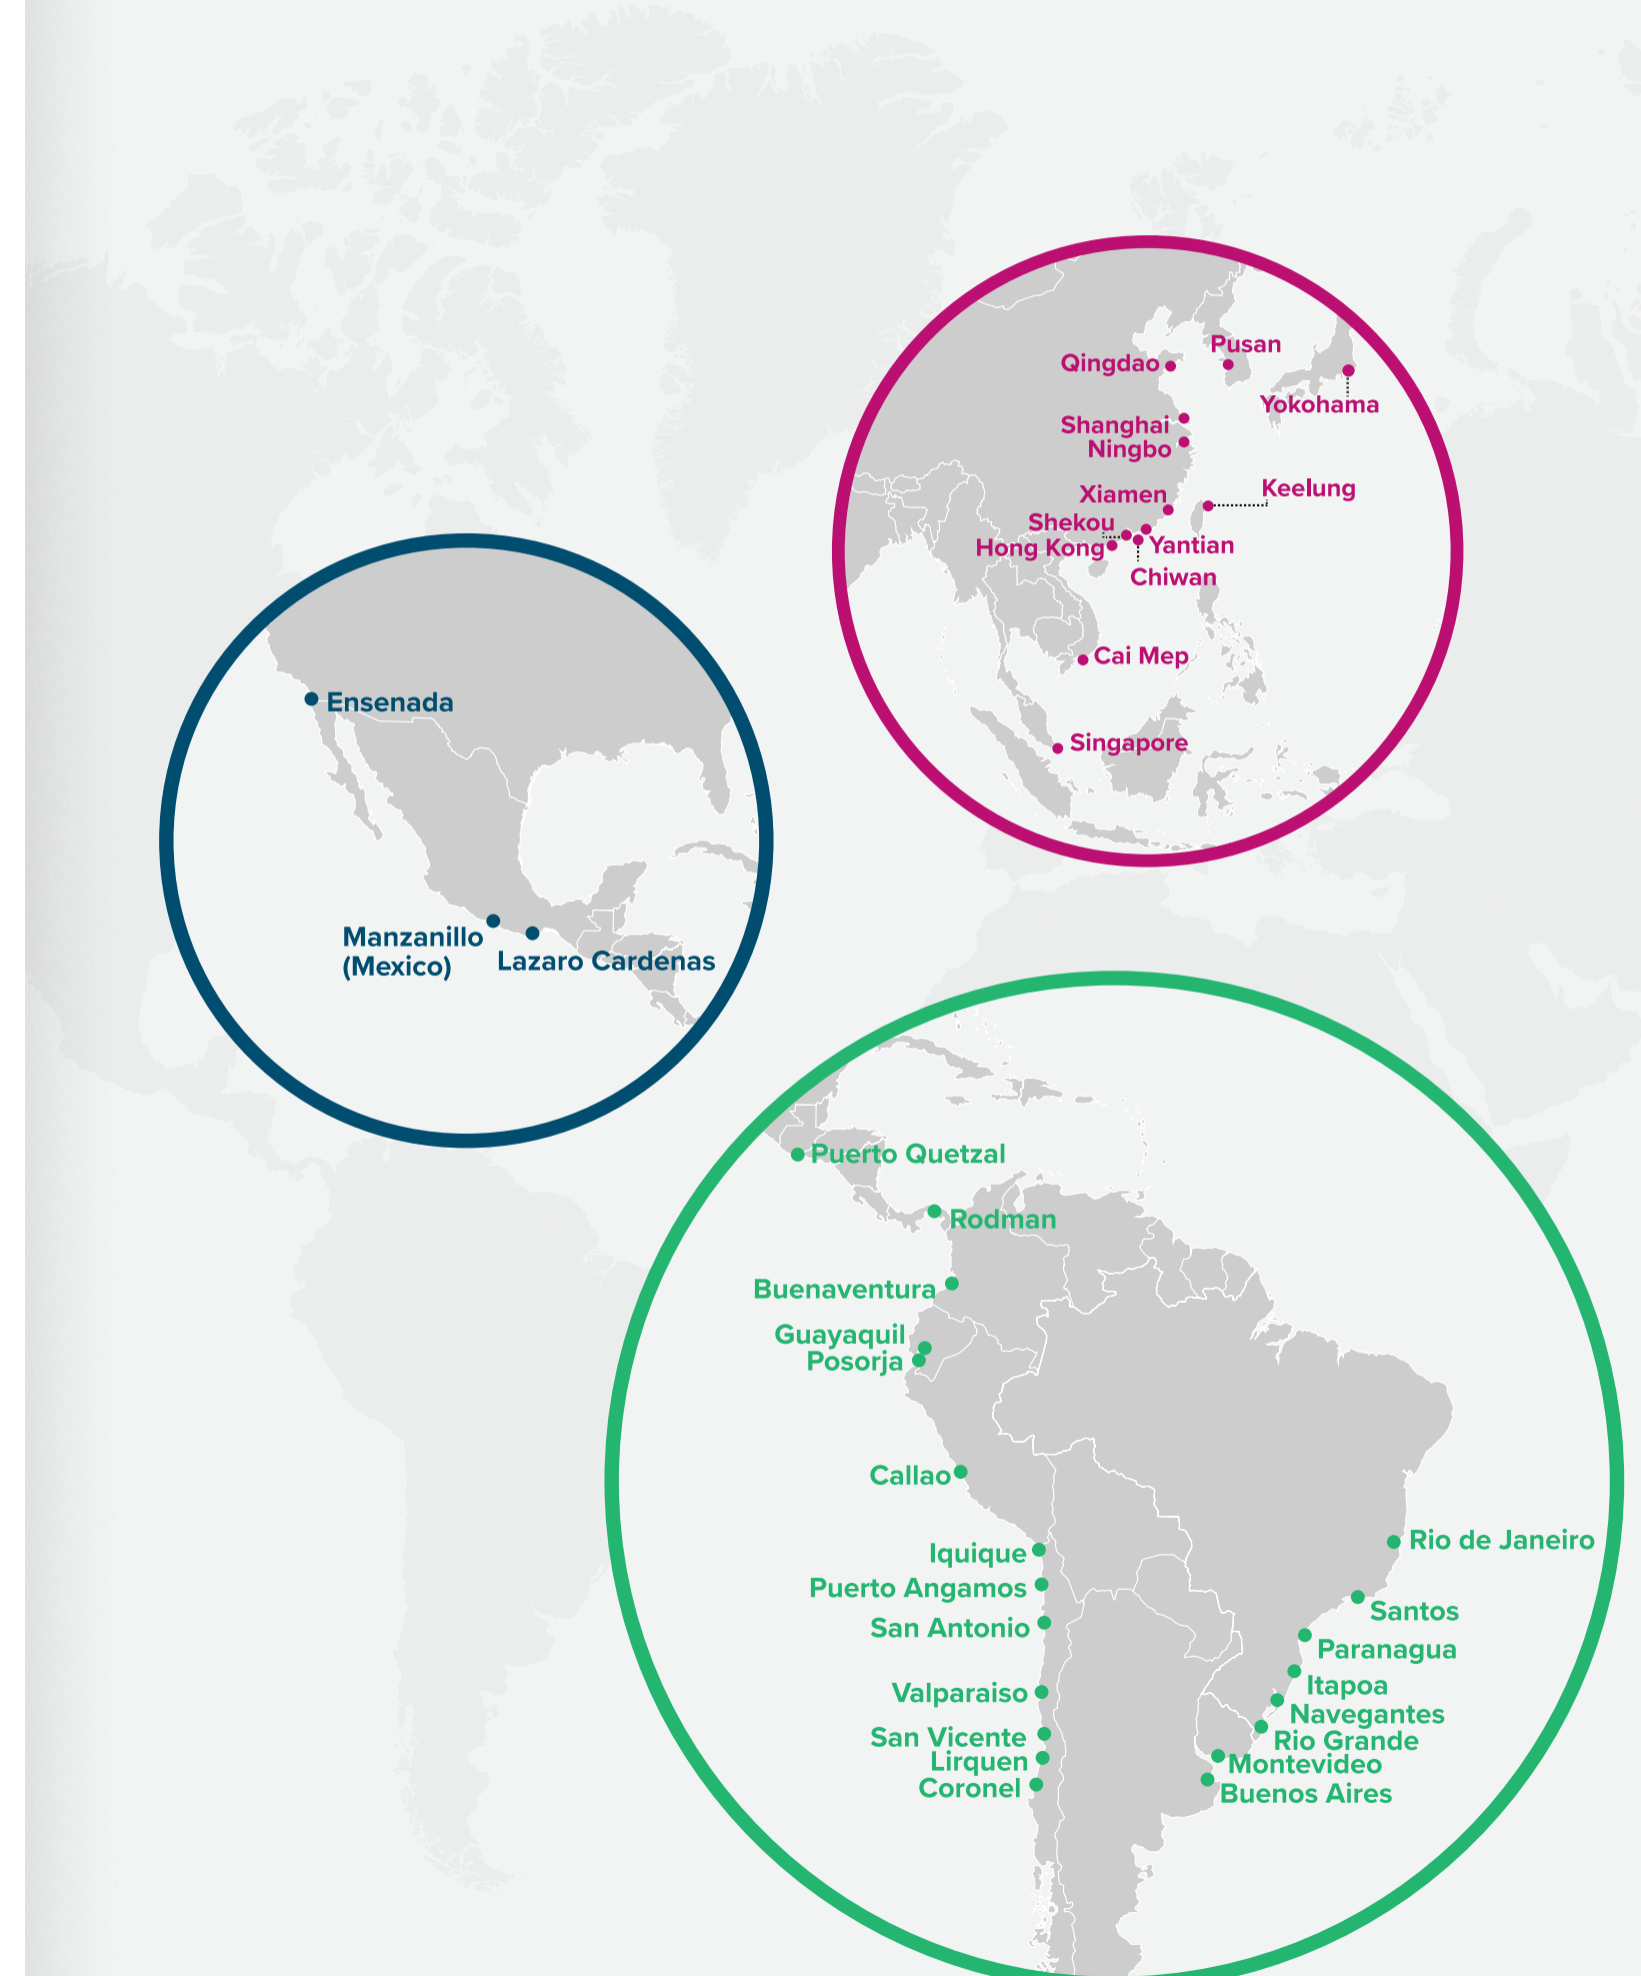 Pusan
Qingdao
Yokohama
Shanghai
Ningbo
Keelung
Xiamen
Shekou
Hong Kong
Yantian
Chiwan
Cai Mep
Singapore
Ensenada
Manzanillo
(Mexico)
Lazaro Cardenas
Puerto Quetzal
Rodman
Buenaventura
Guayaquil
Posorja
Callao
Iquique
Puerto Angamos
San Antonio
Valparaiso
San Vicente
Lirquen
Coronel
Rio de Janeiro
Santos
Paranagua
Itapoa
Navegantes
Rio Grande
Montevideo
Buenos Aires